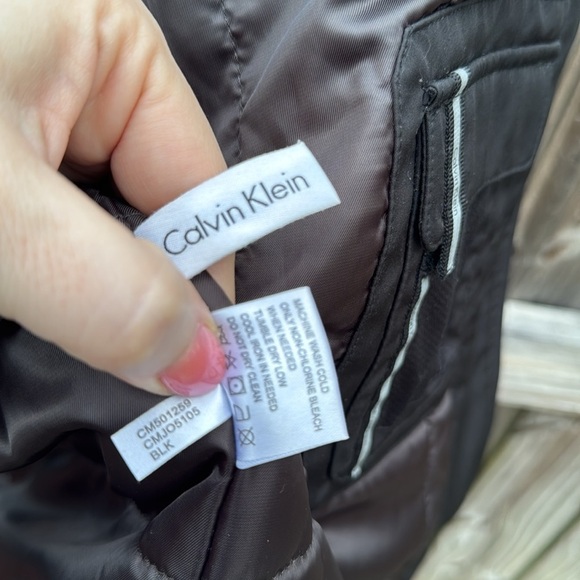 Calvin Klein
MACHINE WASH COLD
ONLY NON-CHLORINE BLEACH
WHEN NEEDED
TUMBLE DRY LOW
COOL IRON IN NEEDED
DO NOT DRY CLEAN
CM501259
CMJO5105
BLK